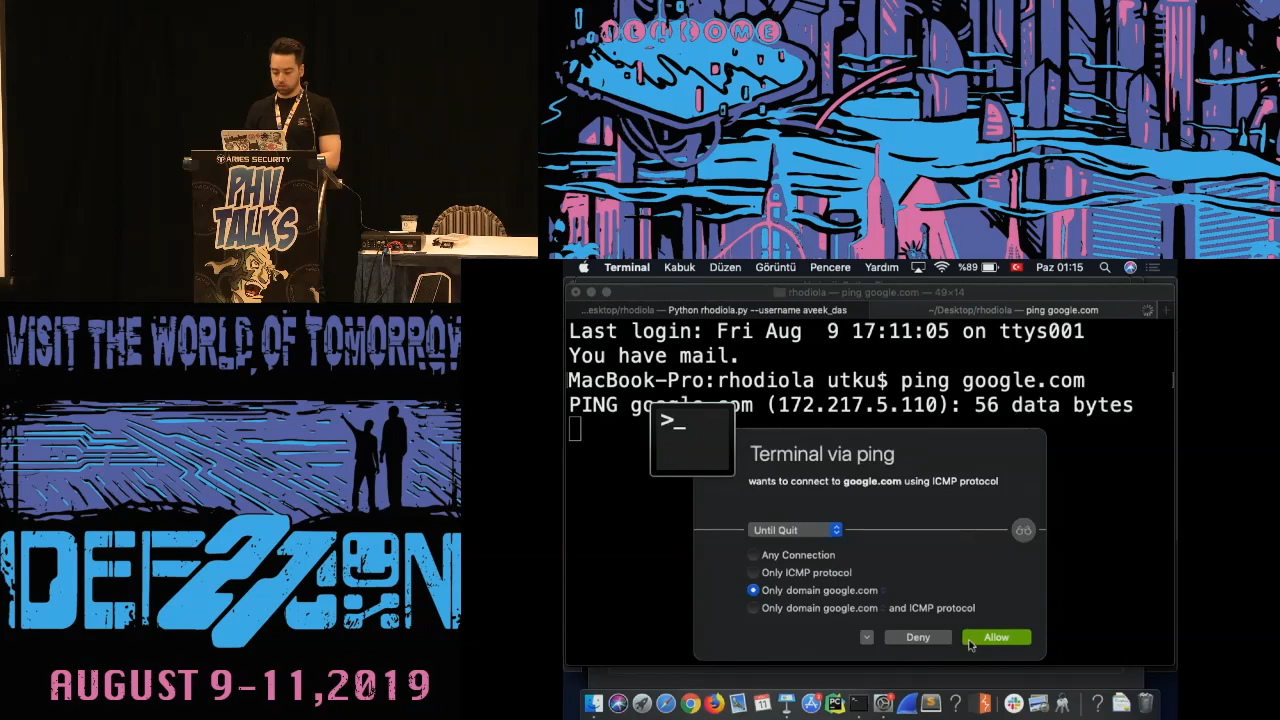 WELCOME
ARIES SECURITY
PHV
TALKS
VISIT THE WORLD OF TOMORROW
DEF CON
27
AUGUST 9-11,2019
Terminal Kabuk Düzen Görüntü Pencere Yardım %89 Paz 01:15
rhodiola — ping google.com — 49×14
...esktop/rhodiola — Python rhodiola.py --username aveek_das
~/Desktop/rhodiola — ping google.com
Last login: Fri Aug 9 17:11:05 on ttys001
You have mail.
MacBook-Pro:rhodiola utku$ ping google.com
PING google.com (172.217.5.110): 56 data bytes
>_
Terminal via ping
wants to connect to google.com using ICMP protocol
Until Quit
Any Connection
Only ICMP protocol
Only domain google.com
Only domain google.com and ICMP protocol
Deny
Allow